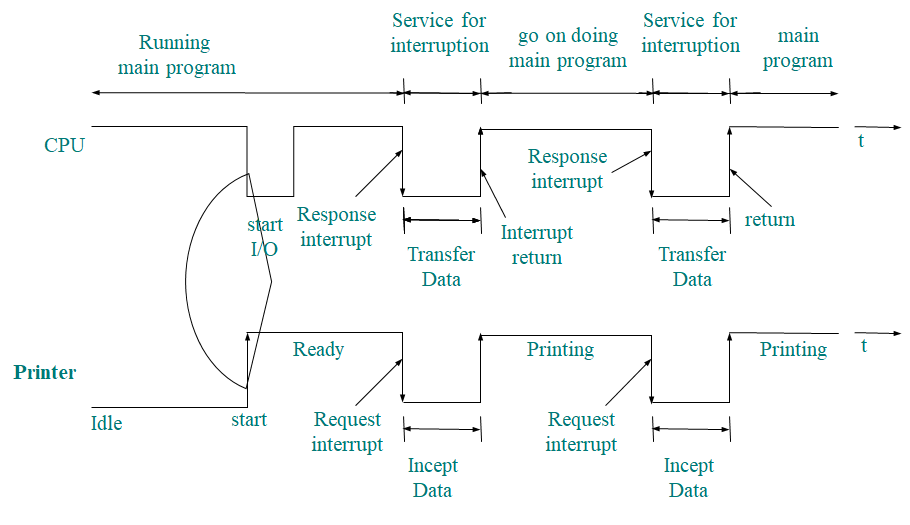 Running
main program
Service for
interruption
go on doing
main program
Service for
interruption
main
program
CPU
t
start
I/O
Response
interrupt
Transfer
Data
Interrupt
return
Response
interrupt
Transfer
Data
return
Printer
Idle
start
Ready
Request
interrupt
Incept
Data
Printing
Request
interrupt
Incept
Data
Printing
t